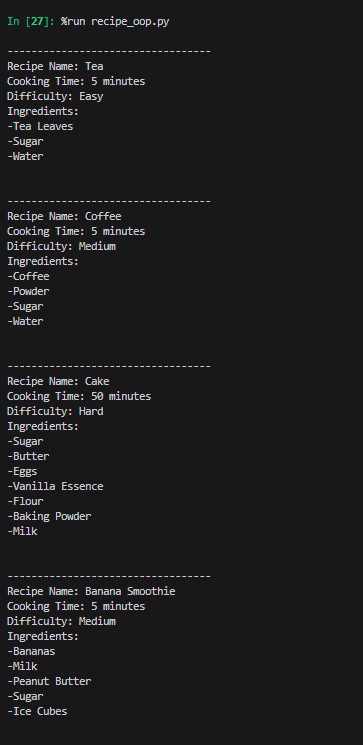 In [27]: %run recipe_oop.py
----------------------------------
Recipe Name: Tea
Cooking Time: 5 minutes
Difficulty: Easy
Ingredients:
-Tea Leaves
-Sugar
-Water
----------------------------------
Recipe Name: Coffee
Cooking Time: 5 minutes
Difficulty: Medium
Ingredients:
-Coffee
-Powder
-Sugar
-Water
----------------------------------
Recipe Name: Cake
Cooking Time: 50 minutes
Difficulty: Hard
Ingredients:
-Sugar
-Butter
-Eggs
-Vanilla Essence
-Flour
-Baking Powder
-Milk
----------------------------------
Recipe Name: Banana Smoothie
Cooking Time: 5 minutes
Difficulty: Medium
Ingredients:
-Bananas
-Milk
-Peanut Butter
-Sugar
-Ice Cubes